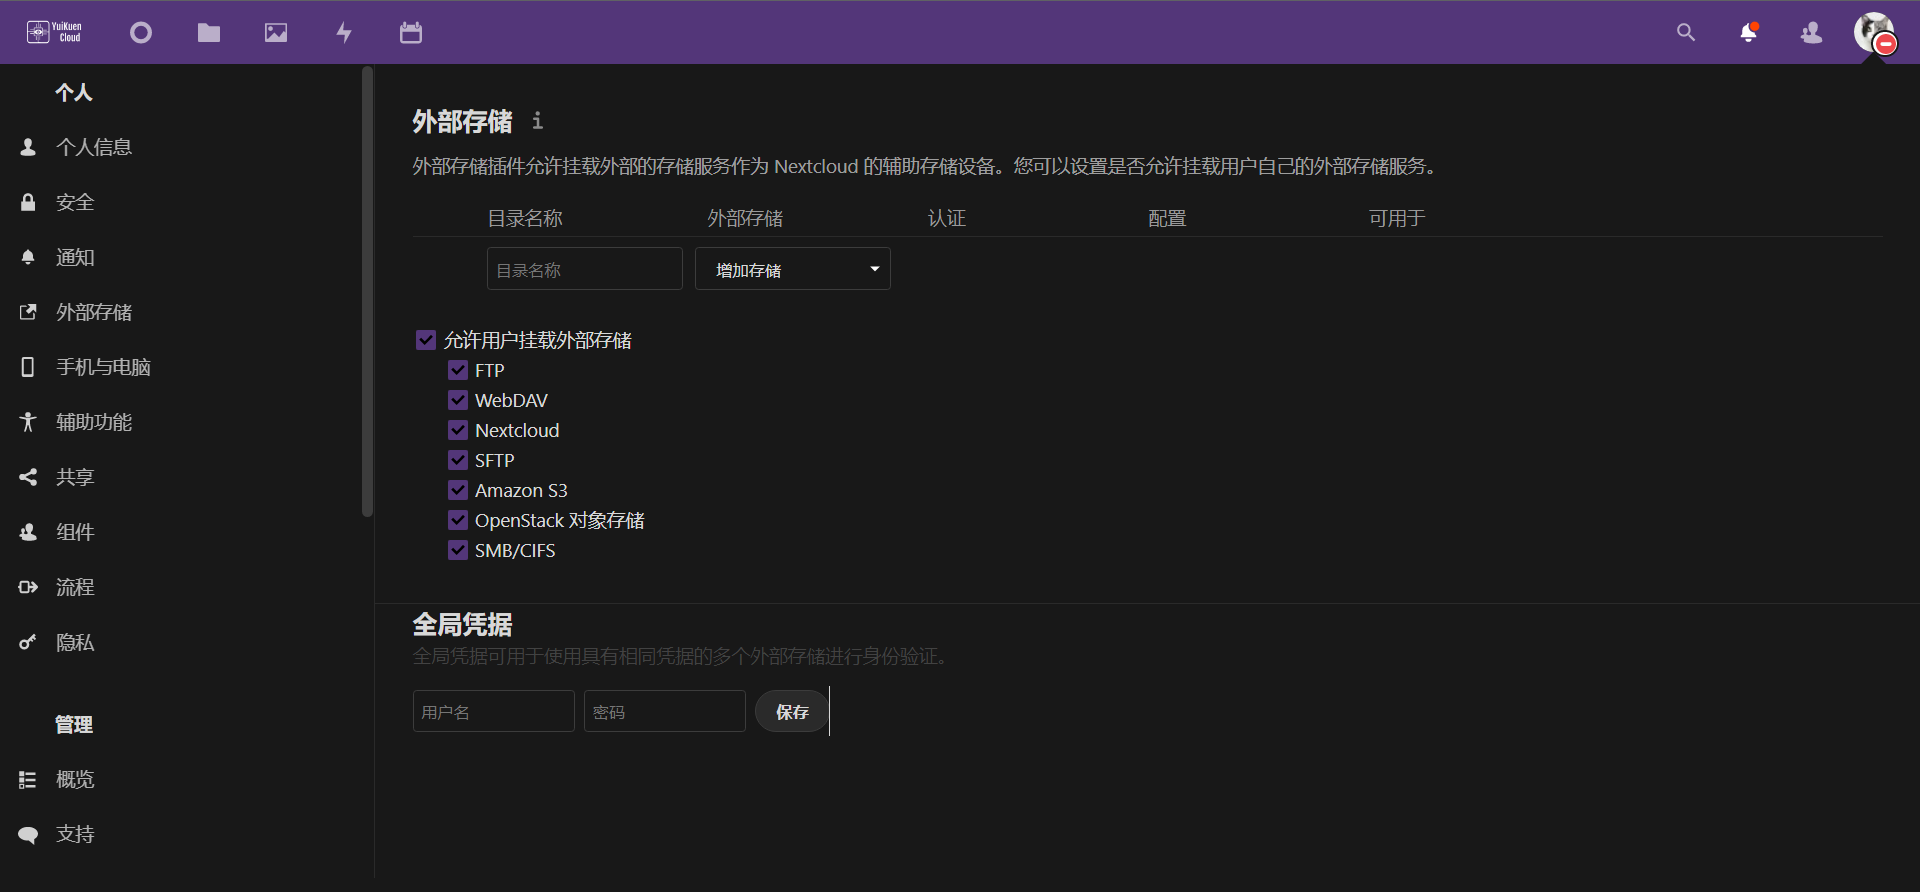 YuiKuen
Cloud
个人
个人信息
安全
通知
外部存储
手机与电脑
辅助功能
共享
组件
流程
隐私
管理
概览
支持
外部存储
外部存储插件允许挂载外部的存储服务作为 Nextcloud 的辅助存储设备。您可以设置是否允许挂载用户自己的外部存储服务。
目录名称 外部存储 认证 配置 可用于
目录名称 增加存储
允许用户挂载外部存储
FTP
WebDAV
Nextcloud
SFTP
Amazon S3
OpenStack 对象存储
SMB/CIFS
全局凭据
全局凭据可用于使用具有相同凭据的多个外部存储进行身份验证。
用户名 密码 保存